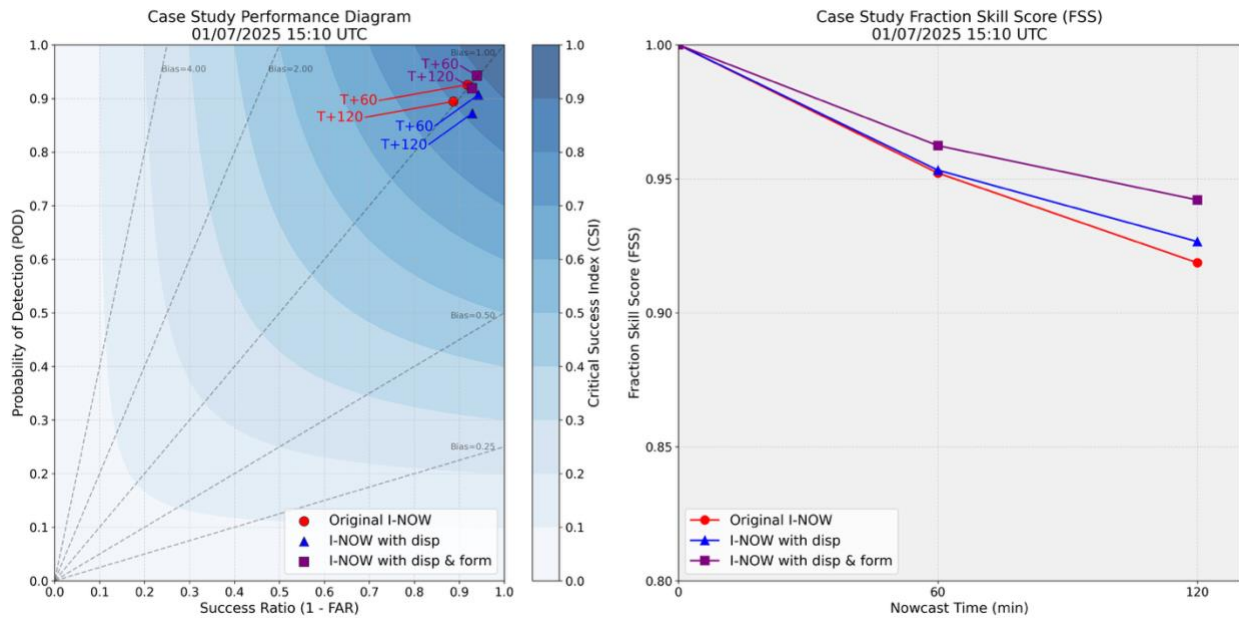 Case Study Performance Diagram
01/07/2025 15:10 UTC
1.0
0.9
0.8
0.7
0.6
0.5
0.4
0.3
0.2
0.1
0.0
Probability of Detection (POD)
Bias=4.00
Bias=2.00
Bias=1.00
Bias=0.50
Bias=0.25
T+60
T+120
T+60
T+120
T+60
T+120
Original I-NOW
I-NOW with disp
I-NOW with disp & form
0.0 0.1 0.2 0.3 0.4 0.5 0.6 0.7 0.8 0.9 1.0
Success Ratio (1 - FAR)
1.0
0.9
0.8
0.7
0.6
0.5
0.4
0.3
0.2
0.1
0.0
Critical Success Index (CSI)
Case Study Fraction Skill Score (FSS)
01/07/2025 15:10 UTC
1.00
0.95
0.90
0.85
0.80
Fraction Skill Score (FSS)
Original I-NOW
I-NOW with disp
I-NOW with disp & form
0 60 120
Nowcast Time (min)